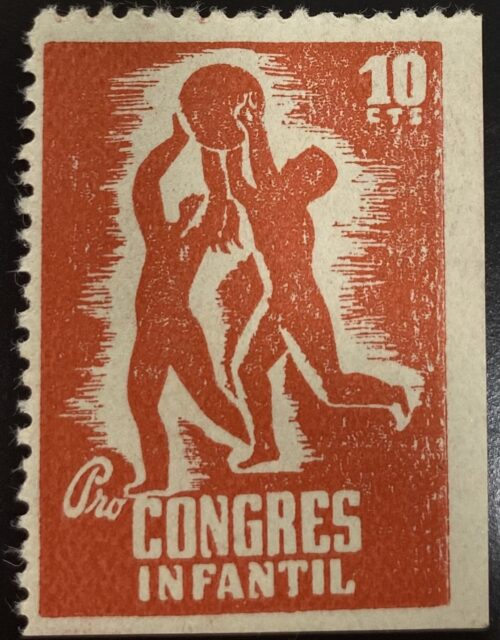 10
CTS
Pro
CONGRES
INFANTIL